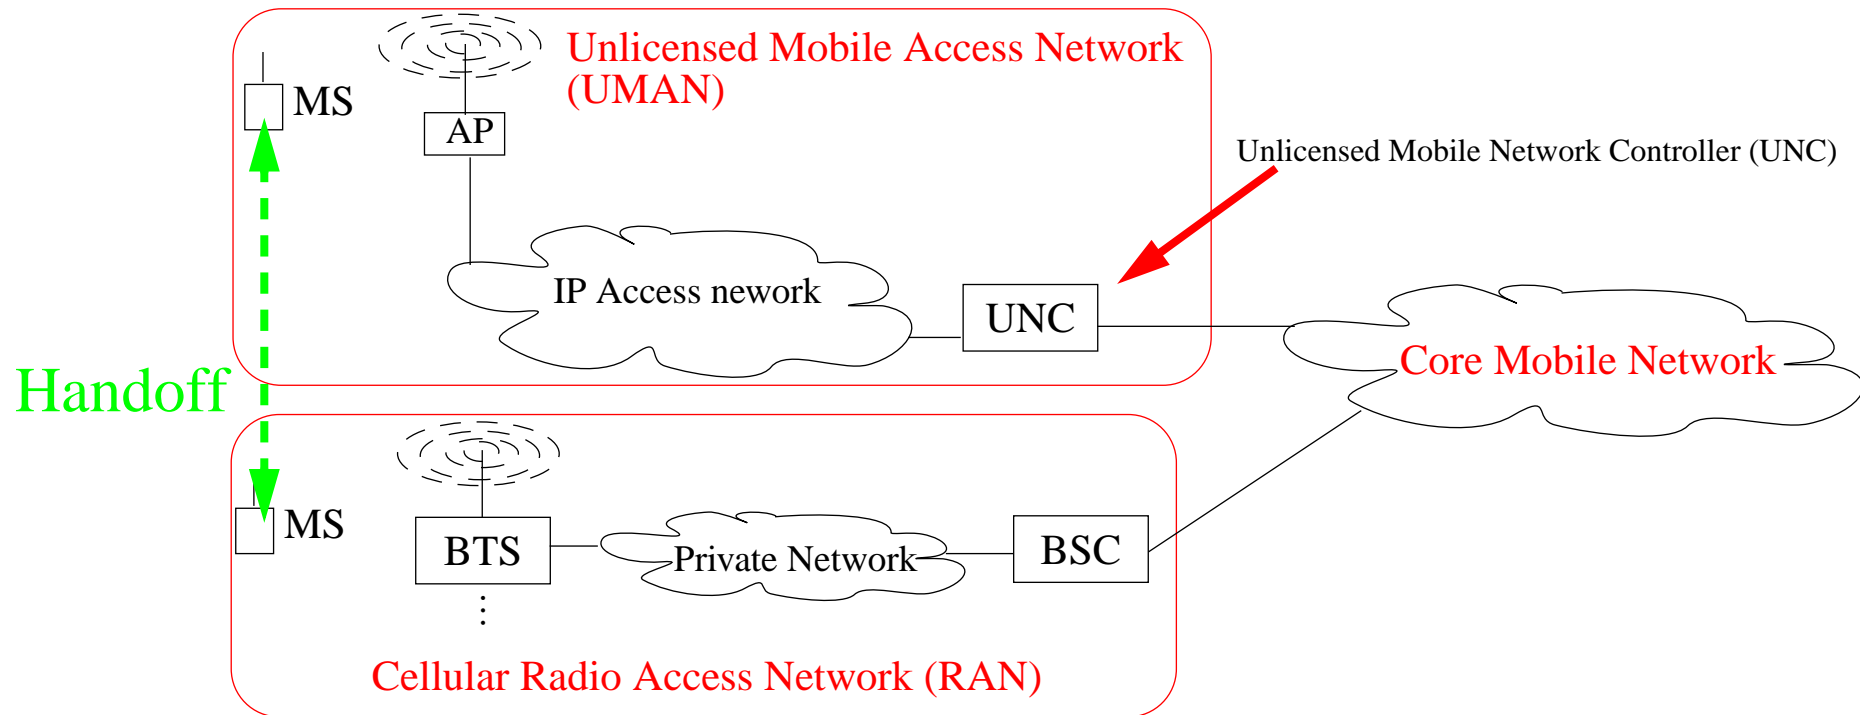 Unlicensed Mobile Access Network
(UMAN)
MS
AP
Unlicensed Mobile Network Controller (UNC)
IP Access nework
UNC
Core Mobile Network
Handoff
MS
BTS
Private Network
BSC
Cellular Radio Access Network (RAN)